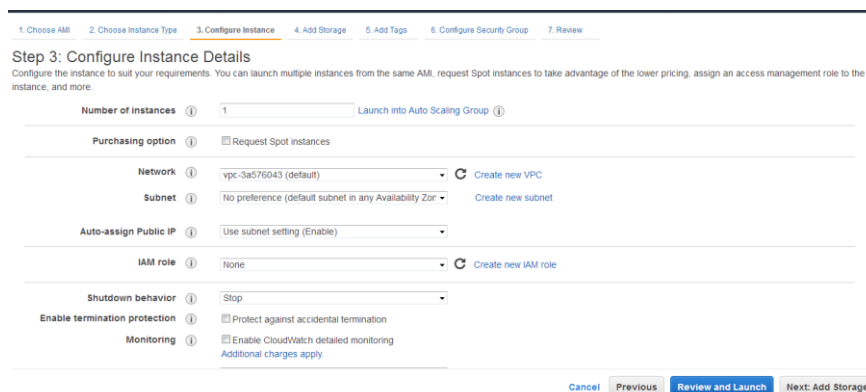 1. Choose AMI 2. Choose Instance Type 3. Configure Instance 4. Add Storage 5. Add Tags 6. Configure Security Group 7. Review
Step 3: Configure Instance Details
Configure the instance to suit your requirements. You can launch multiple instances from the same AMI, request Spot instances to take advantage of the lower pricing, assign an access management role to the
instance, and more.
Number of instances 1 Launch into Auto Scaling Group
Purchasing option Request Spot instances
Network vpc-3a576043 (default) Create new VPC
Subnet No preference (default subnet in any Availability Zon Create new subnet
Auto-assign Public IP Use subnet setting (Enable)
IAM role None Create new IAM role
Shutdown behavior Stop
Enable termination protection Protect against accidental termination
Monitoring Enable CloudWatch detailed monitoring
Additional charges apply.
Cancel Previous Review and Launch Next: Add Storage